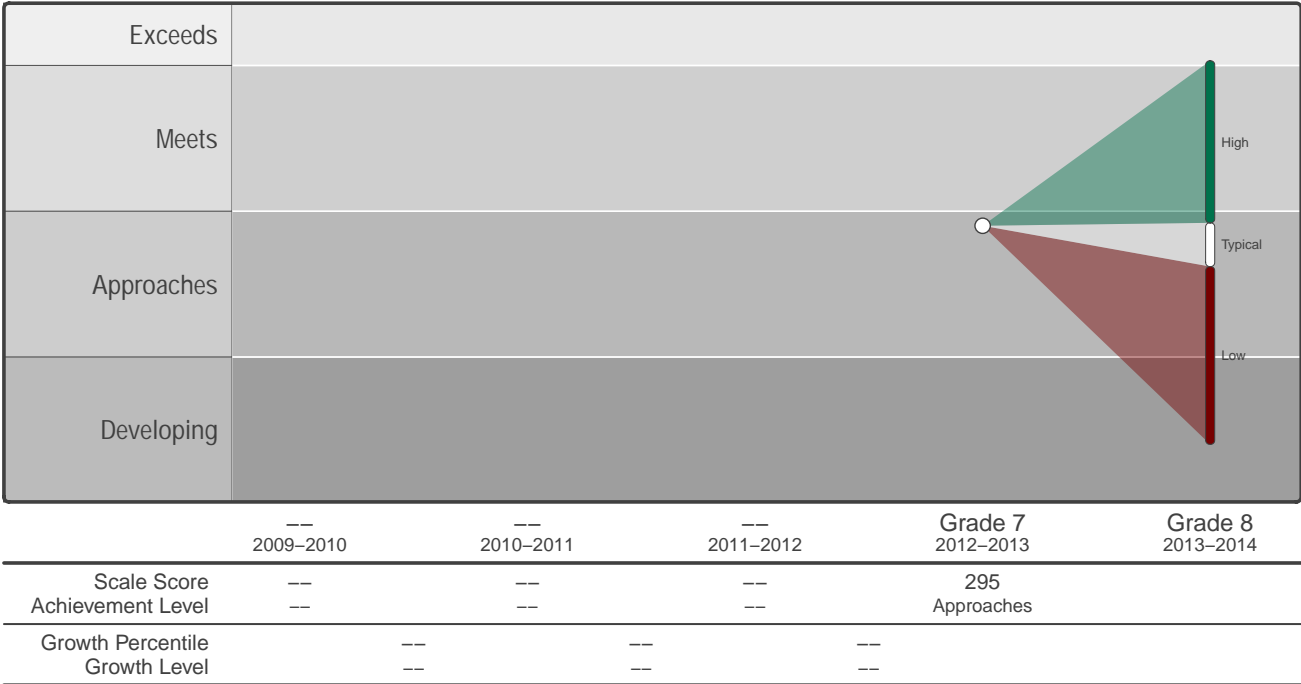 Exceeds
Meets
High
Typical
Approaches
Low
Developing
–– –– –– Grade 7 Grade 8
2009–2010 2010–2011 2011–2012 2012–2013 2013–2014
Scale Score –– –– –– 295
Achievement Level –– –– –– Approaches
Growth Percentile –– –– ––
Growth Level –– –– ––